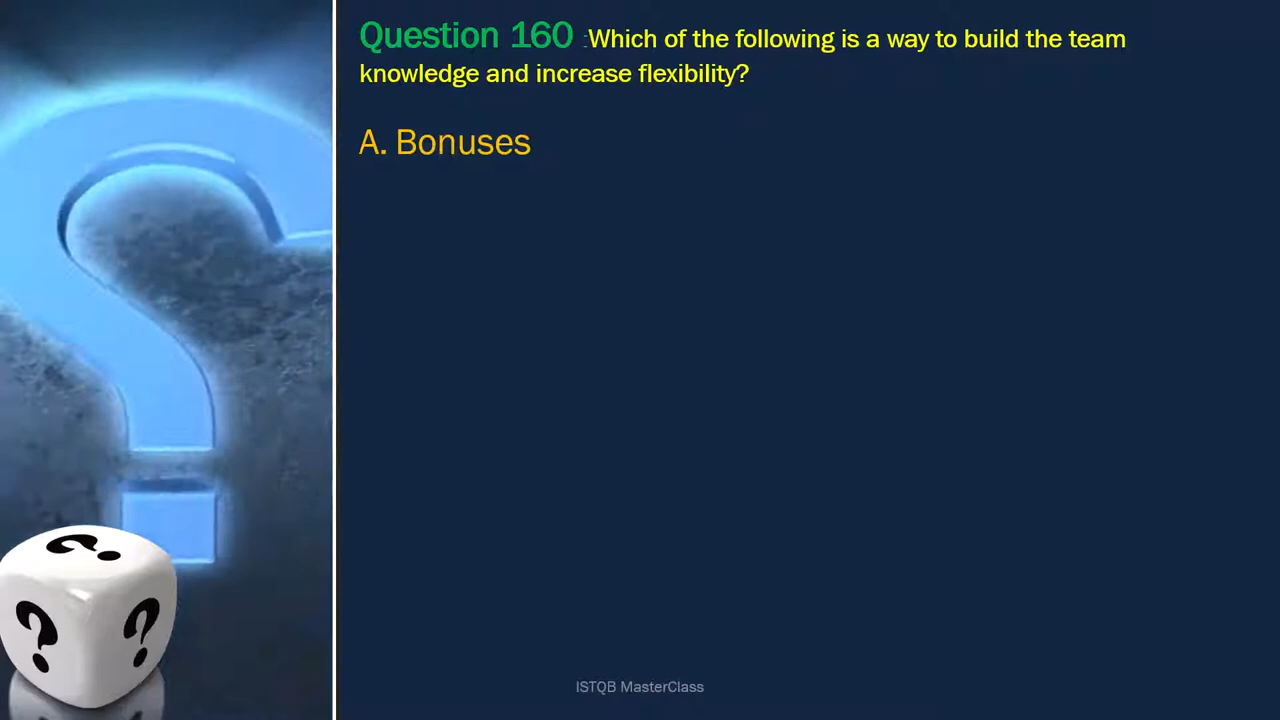 Question 160 :Which of the following is a way to build the team
knowledge and increase flexibility?
A. Bonuses
? ? ?
ISTQB MasterClass